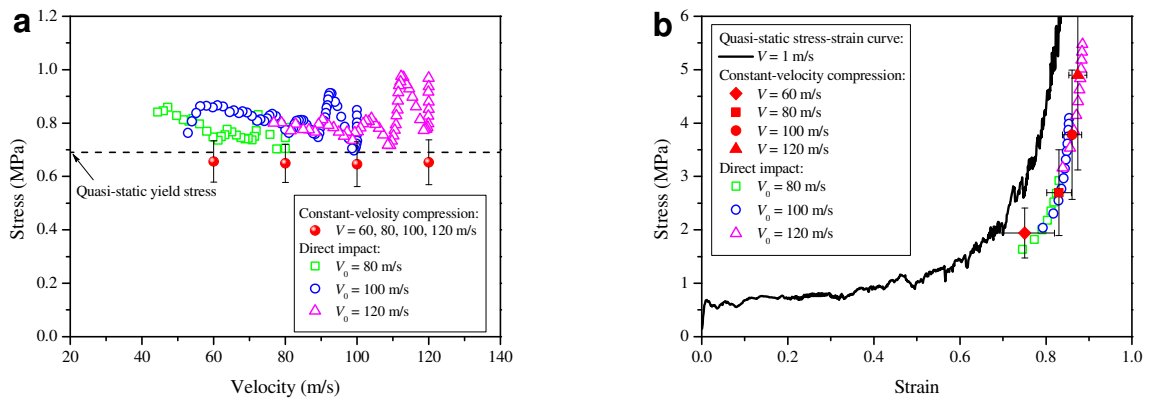 a
Stress (MPa)
1.2
1.0
0.8
0.6
0.4
0.2
0.0
Quasi-static yield stress
Constant-velosity compression:
V = 60, 80, 100, 120 m/s
Direct impact:
V0 = 80 m/s
V0 = 100 m/s
V0 = 120 m/s
20 40 60 80 100 120 140
Velocity (m/s)
b
Stress (MPa)
6
5
4
3
2
1
0
Quasi-static stress-strain curve:
V = 1 m/s
Constant-velocity compression:
V = 60 m/s
V = 80 m/s
V = 100 m/s
V = 120 m/s
Direct impact:
V0 = 80 m/s
V0 = 100 m/s
V0 = 120 m/s
0.0 0.2 0.4 0.6 0.8 1.0
Strain